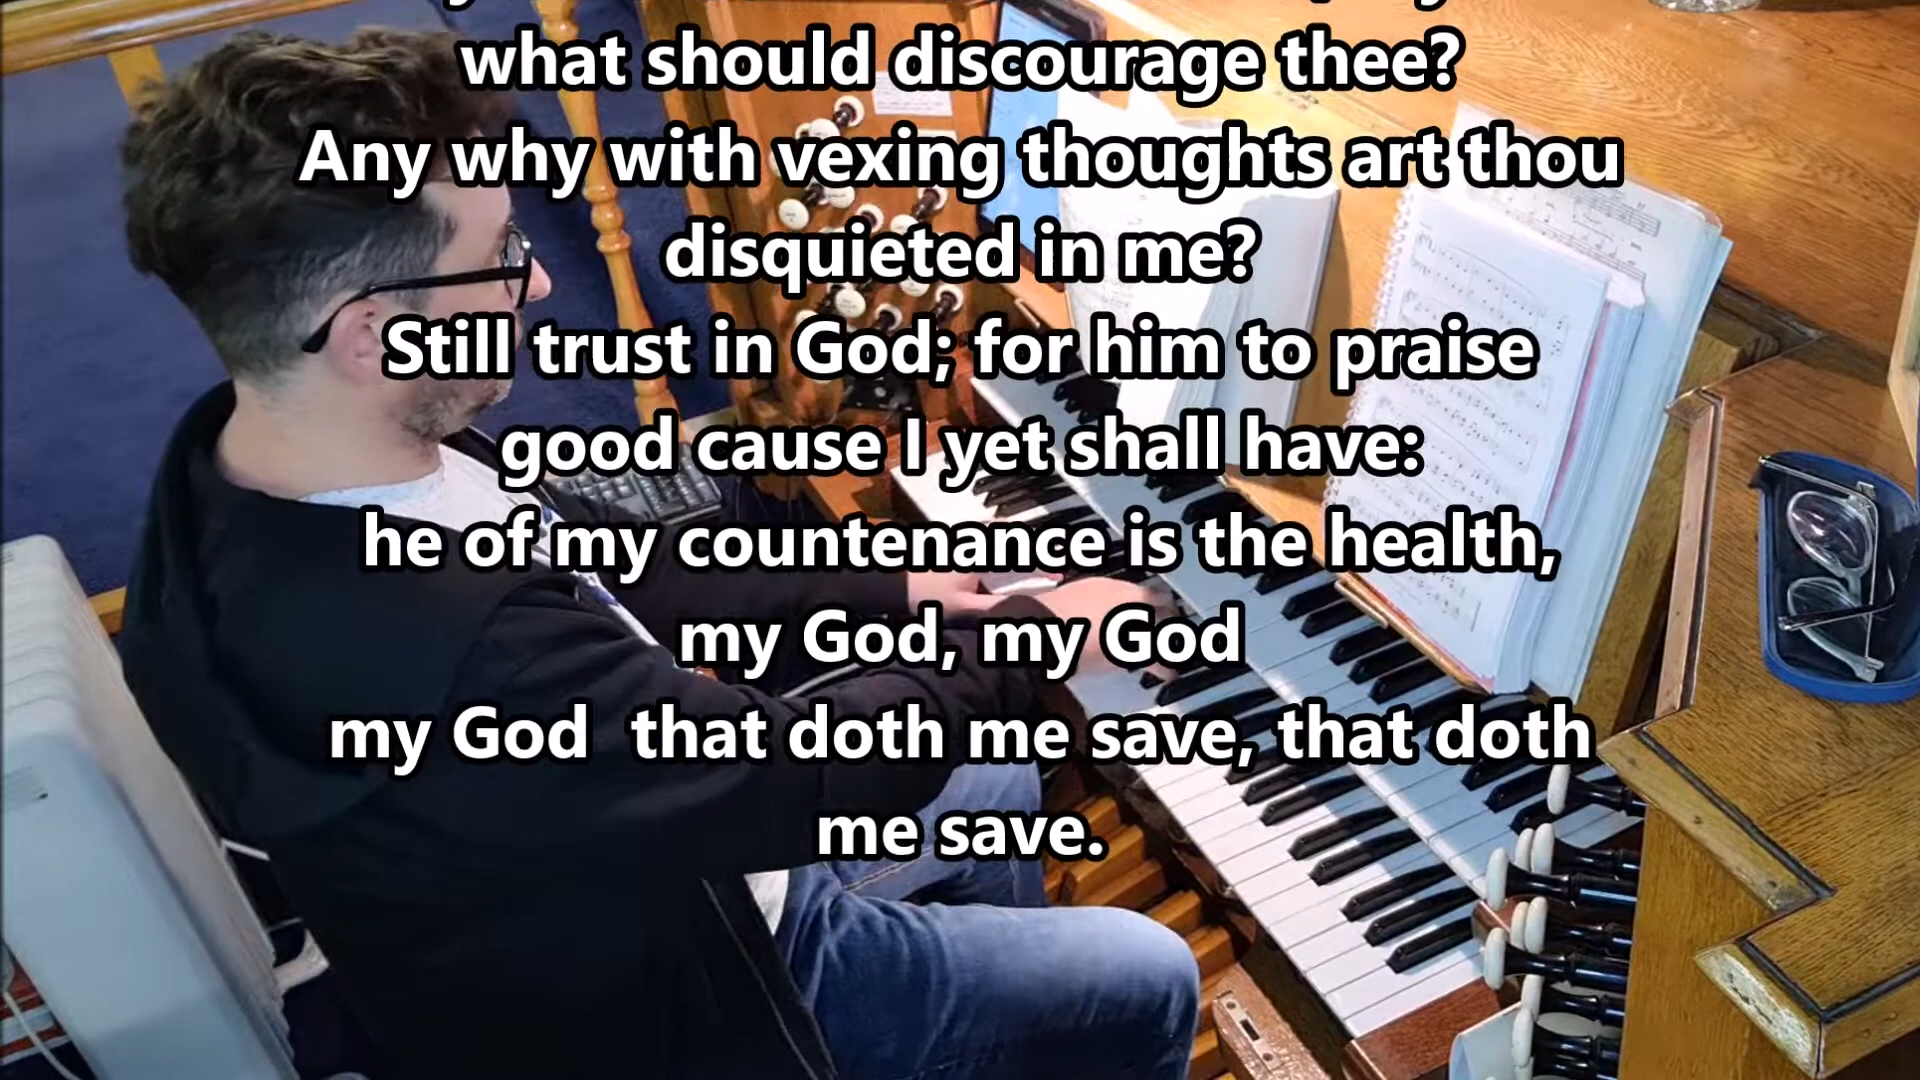 what should discourage thee?
Any why with vexing thoughts art thou
disquieted in me?
Still trust in God; for him to praise
good cause I yet shall have:
he of my countenance is the health,
my God, my God
my God  that doth me save, that doth
me save.